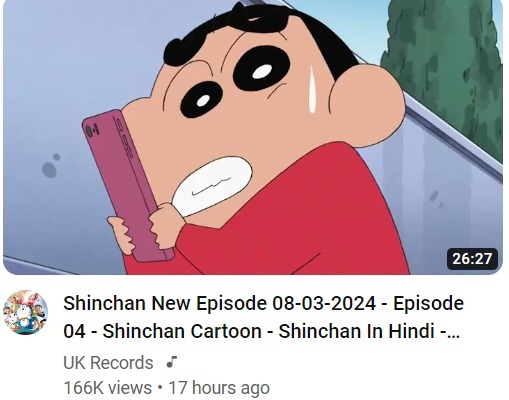 26:27
Shinchan New Episode 08-03-2024 - Episode
04 - Shinchan Cartoon - Shinchan In Hindi -...
UK Records
166K views • 17 hours ago